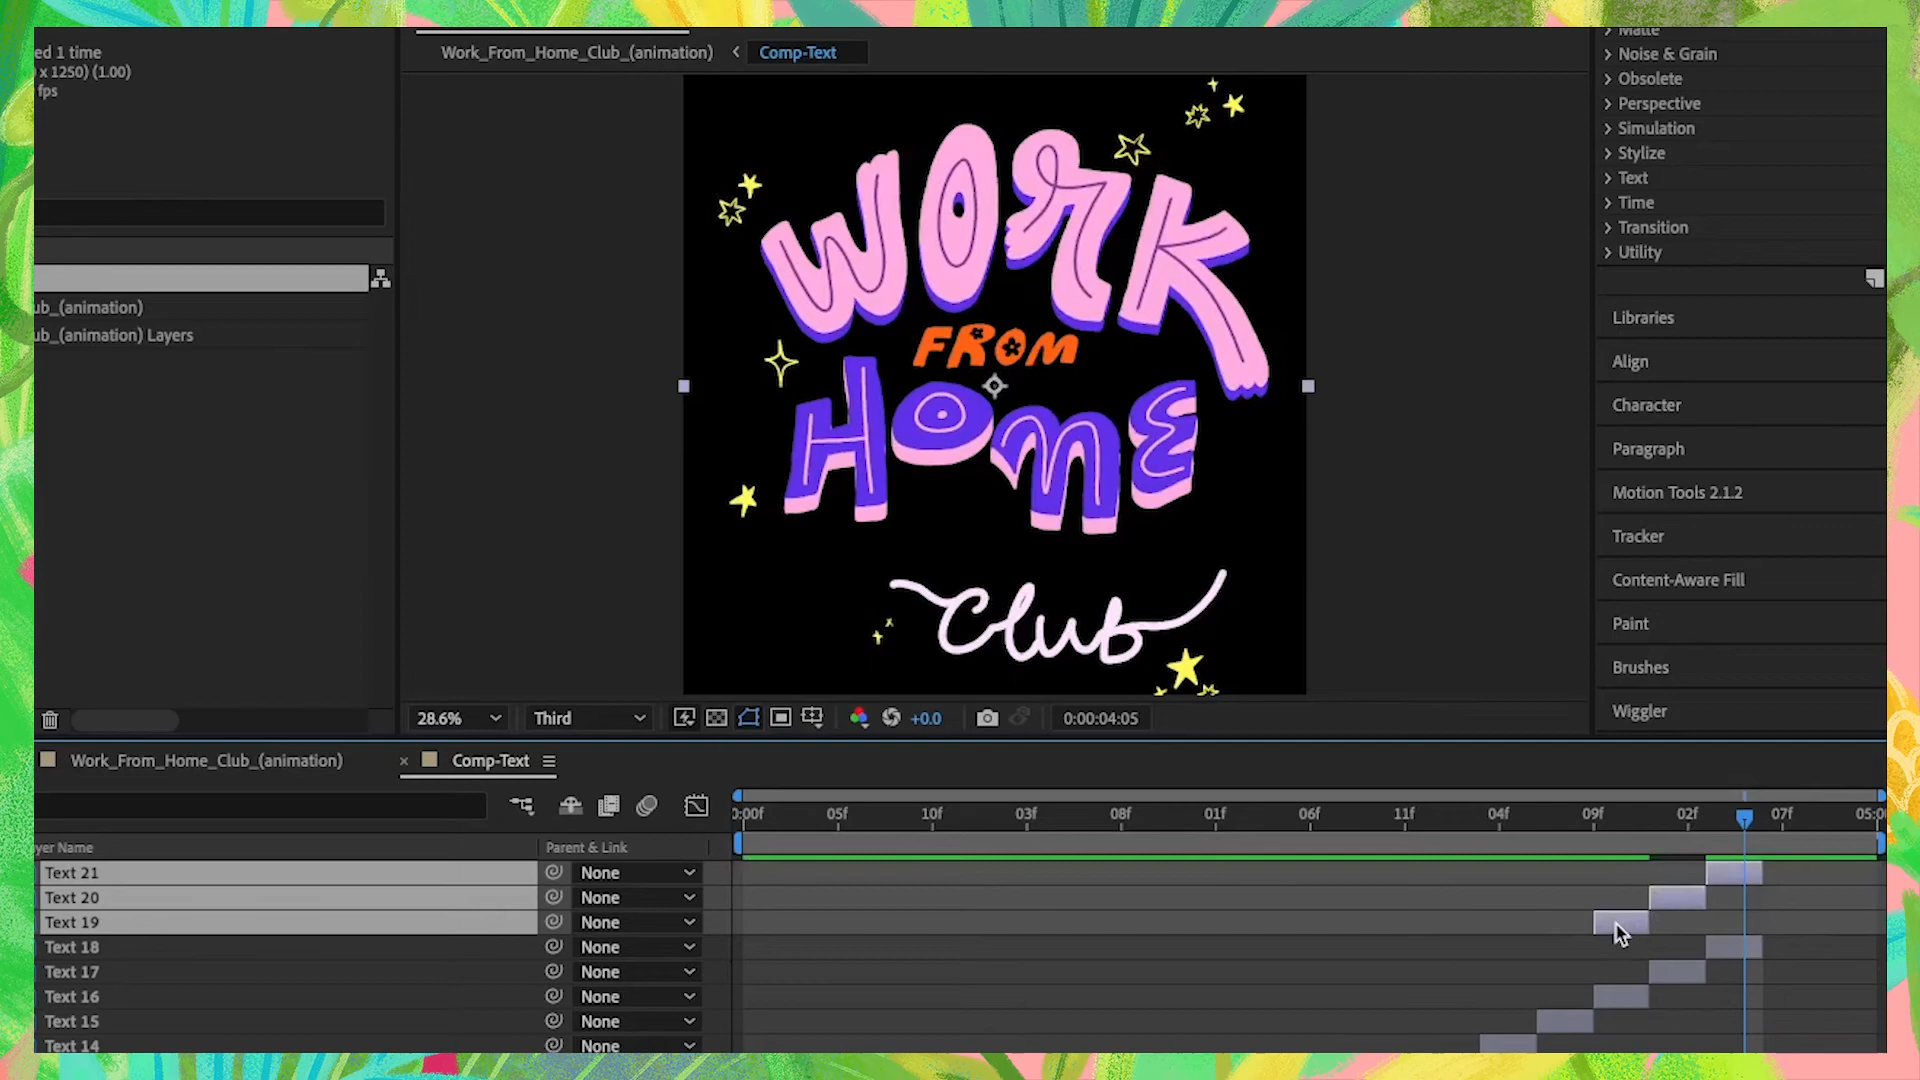 ed 1 time
x 1250) (1.00)
fps
ub_(animation)
ub_(animation) Layers
Work_From_Home_Club_(animation)
Comp-Text
WORK
FROM
HOME
Club
Matte
Noise & Grain
Obsolete
Perspective
Simulation
Stylize
Text
Time
Transition
Utility
Libraries
Align
Character
Paragraph
Motion Tools 2.1.2
Tracker
Content-Aware Fill
Paint
Brushes
Wiggler
28.6%
Third
+0.0
0:00:04:05
Work_From_Home_Club_(animation)
Comp-Text
0:00f 05f 10f 03f 08f 01f 06f 11f 04f 09f 02f 07f 05:0
yer Name Parent & Link
Text 21 None
Text 20 None
Text 19 None
Text 18 None
Text 17 None
Text 16 None
Text 15 None
Text 14 None